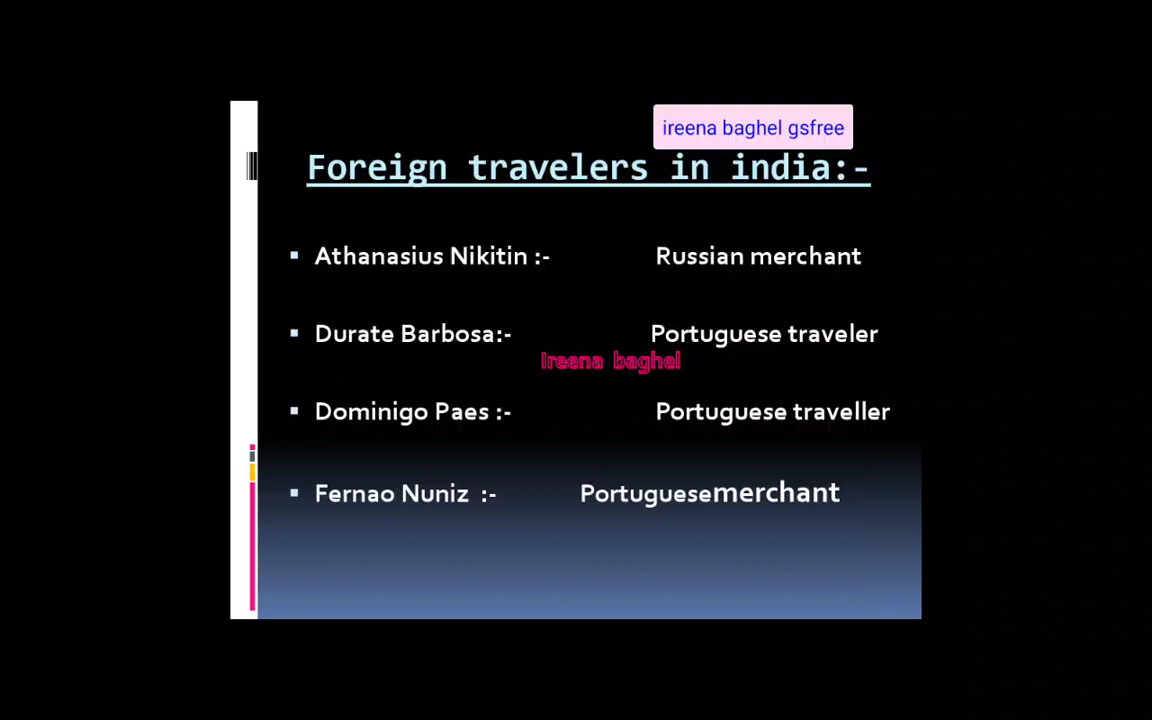 ireena baghel gsfree
Foreign travelers in india:-
Athanasius Nikitin :- Russian merchant
Durate Barbosa:- Portuguese traveler
Ireena baghel
Dominigo Paes :- Portuguese traveller
Fernao Nuniz :- Portuguesemerchant